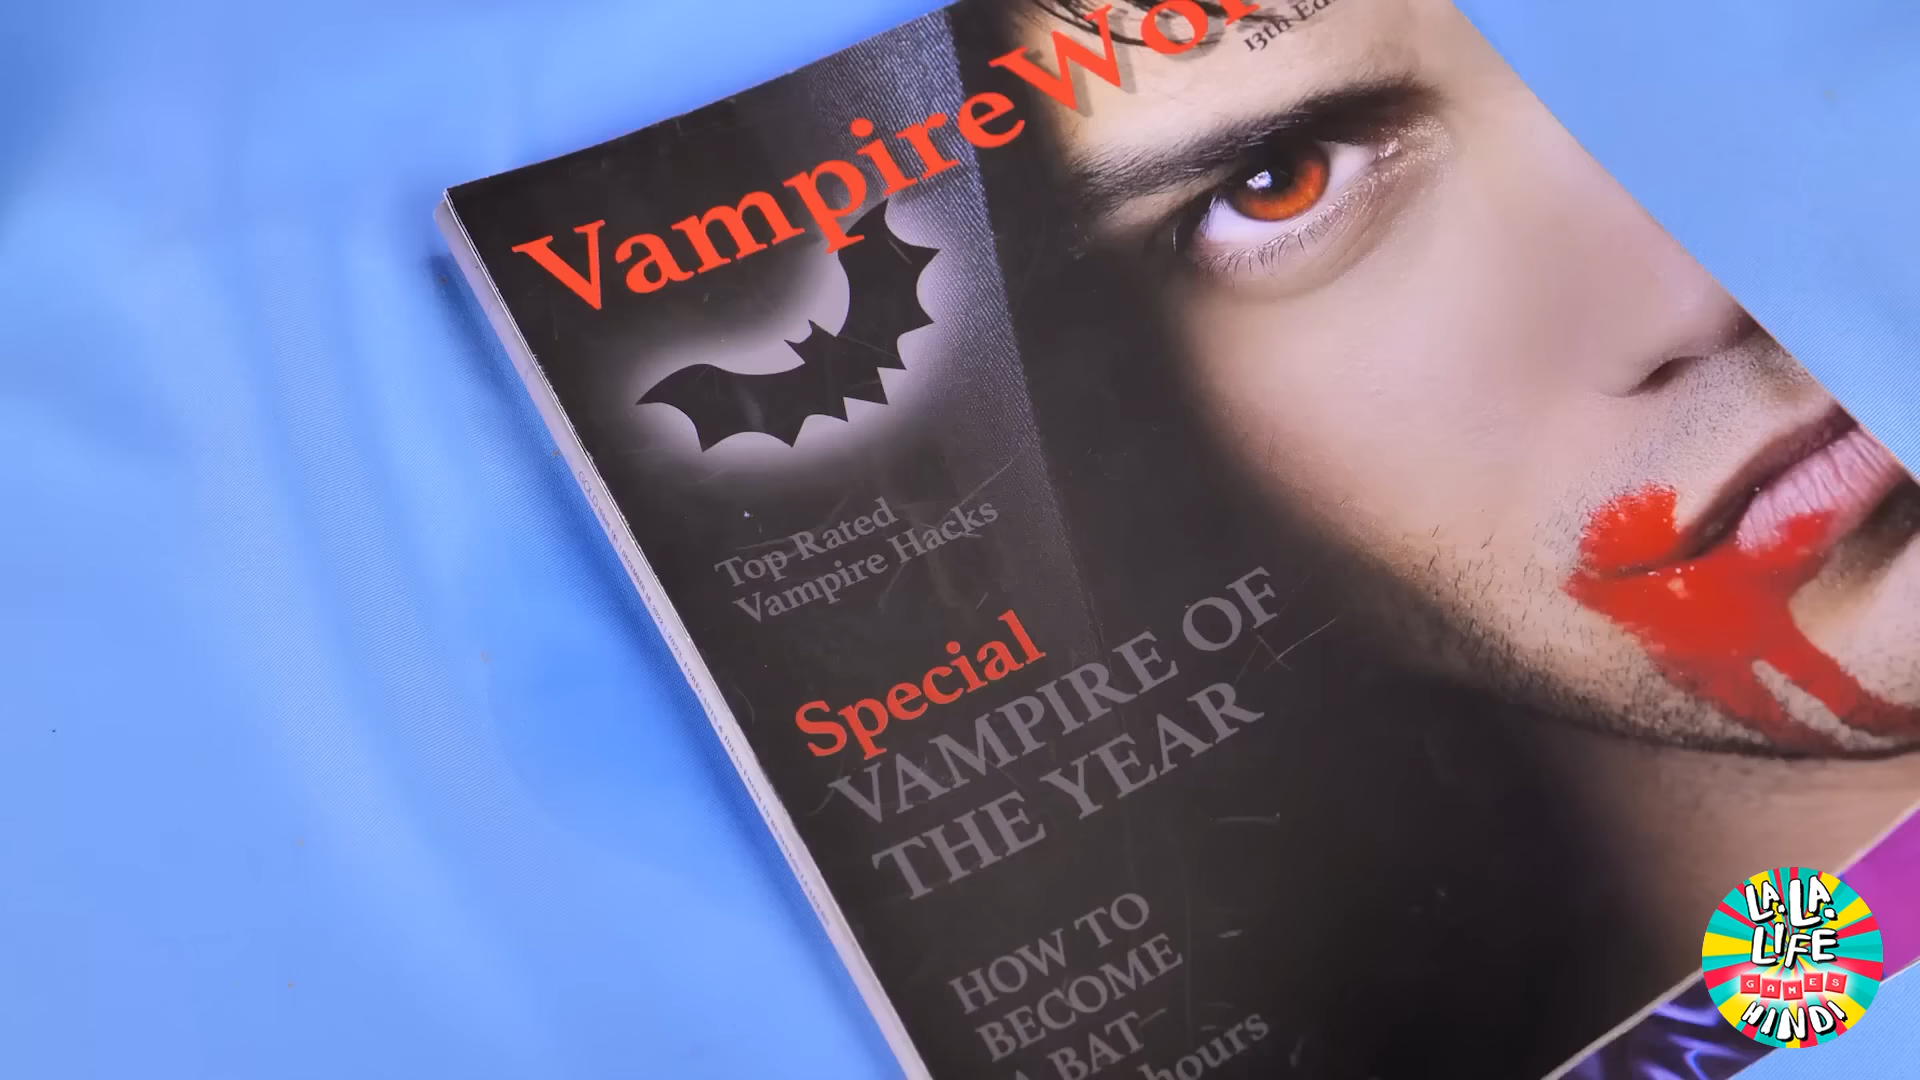 VampireWor
13th Ed
Top Rated
Vampire Hacks
Special
VAMPIRE OF
THE YEAR
HOW TO
BECOME
A BAT
hours
LA LA
LIFE
GAMES
HINDI